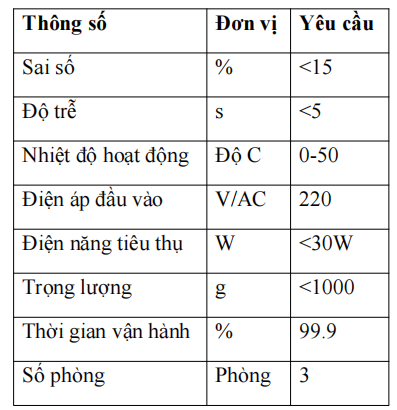 Thông số Đơn vị Yêu cầu
Sai số % <15
Độ trễ s <5
Nhiệt độ hoạt động Độ C 0-50
Điện áp đầu vào V/AC 220
Điện năng tiêu thụ W <30W
Trọng lượng g <1000
Thời gian vận hành % 99.9
Số phòng Phòng 3